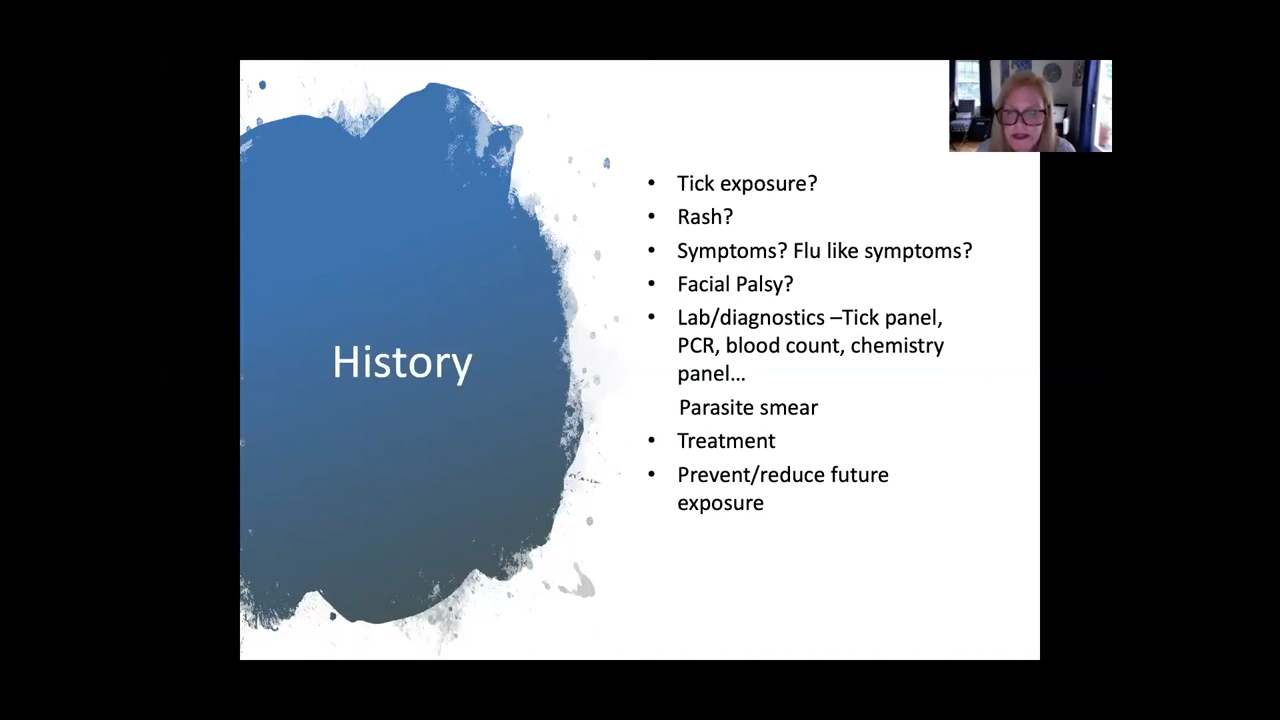 History
• Tick exposure?
• Rash?
• Symptoms? Flu like symptoms?
• Facial Palsy?
• Lab/diagnostics –Tick panel,
PCR, blood count, chemistry
panel…
Parasite smear
• Treatment
• Prevent/reduce future
exposure